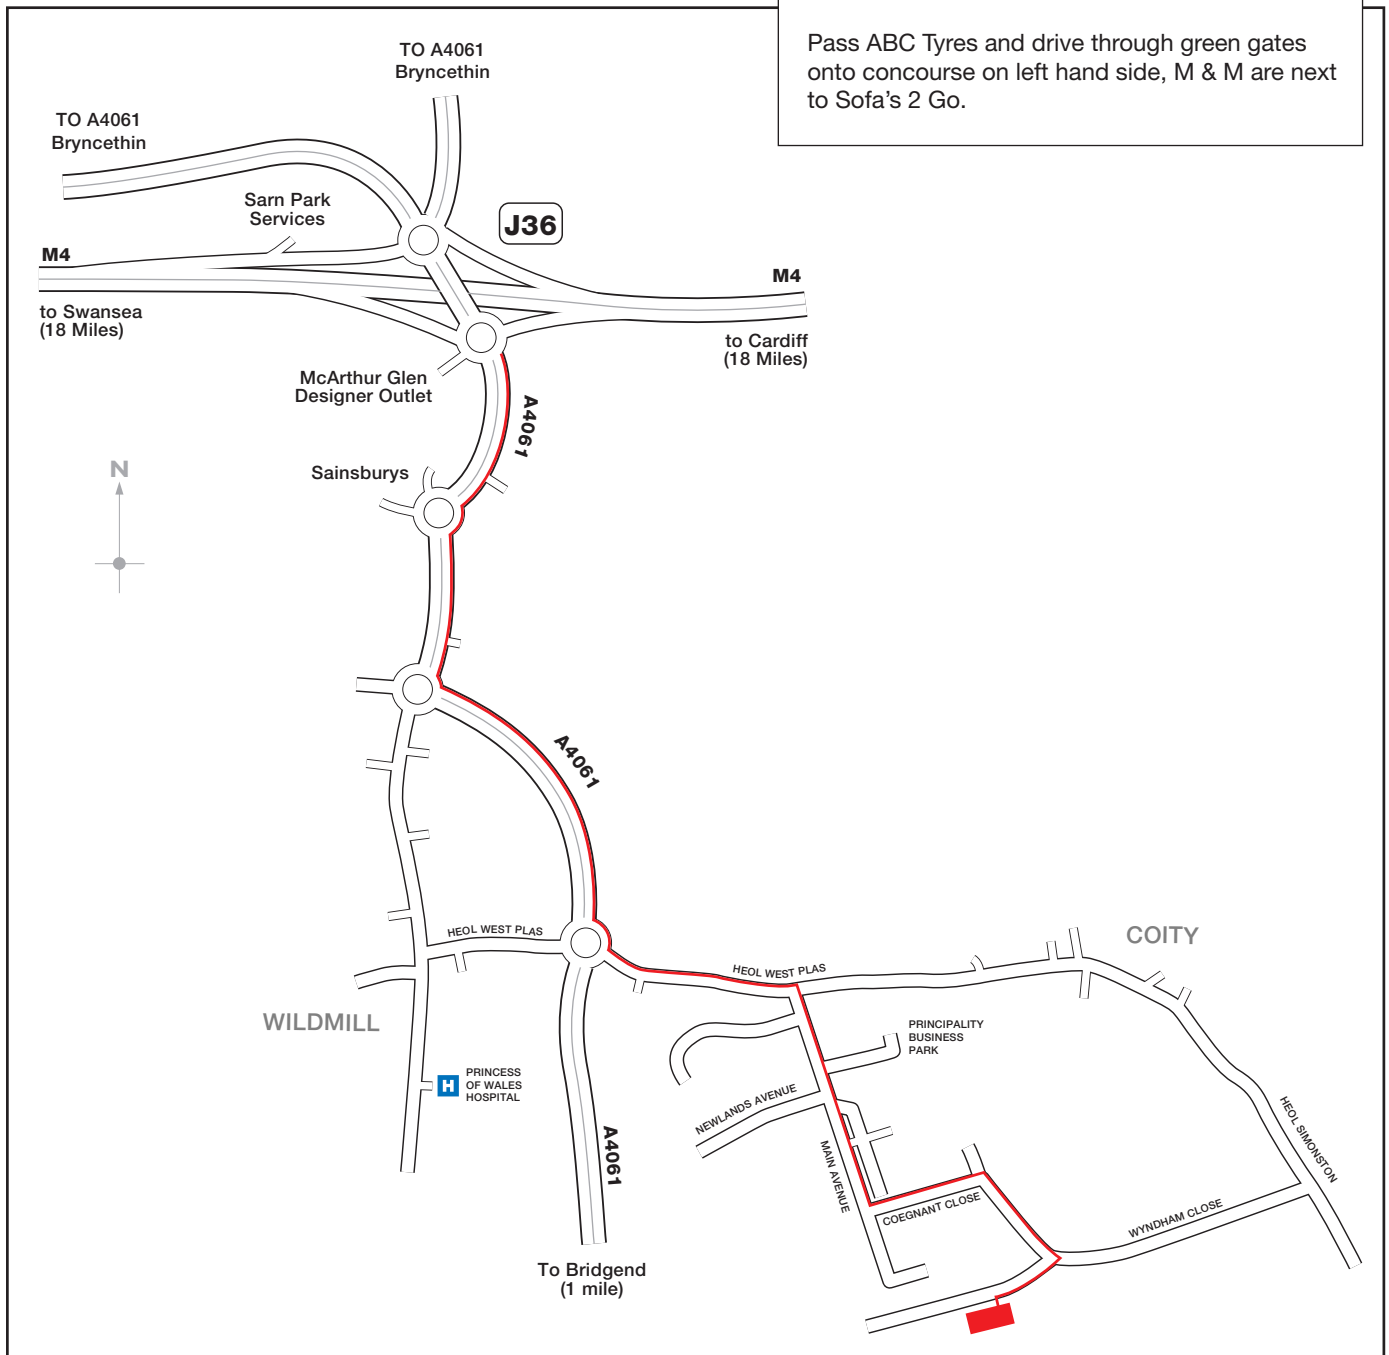 Pass ABC Tyres and drive through green gates
onto concourse on left hand side, M & M are next
to Sofa's 2 Go.
TO A4061
Bryncethin
TO A4061
Bryncethin
Sarn Park
Services
J36
M4
M4
to Swansea
(18 Miles)
to Cardiff
(18 Miles)
McArthur Glen
Designer Outlet
A4061
Sainsburys
N
A4061
HEOL WEST PLAS
COITY
HEOL WEST PLAS
WILDMILL
PRINCIPALITY
BUSINESS
PARK
H
PRINCESS
OF WALES
HOSPITAL
NEWLANDS AVENUE
A4061
MAIN AVENUE
HEOL SIMONSTON
COEGNANT CLOSE
WYNDHAM CLOSE
To Bridgend
(1 mile)